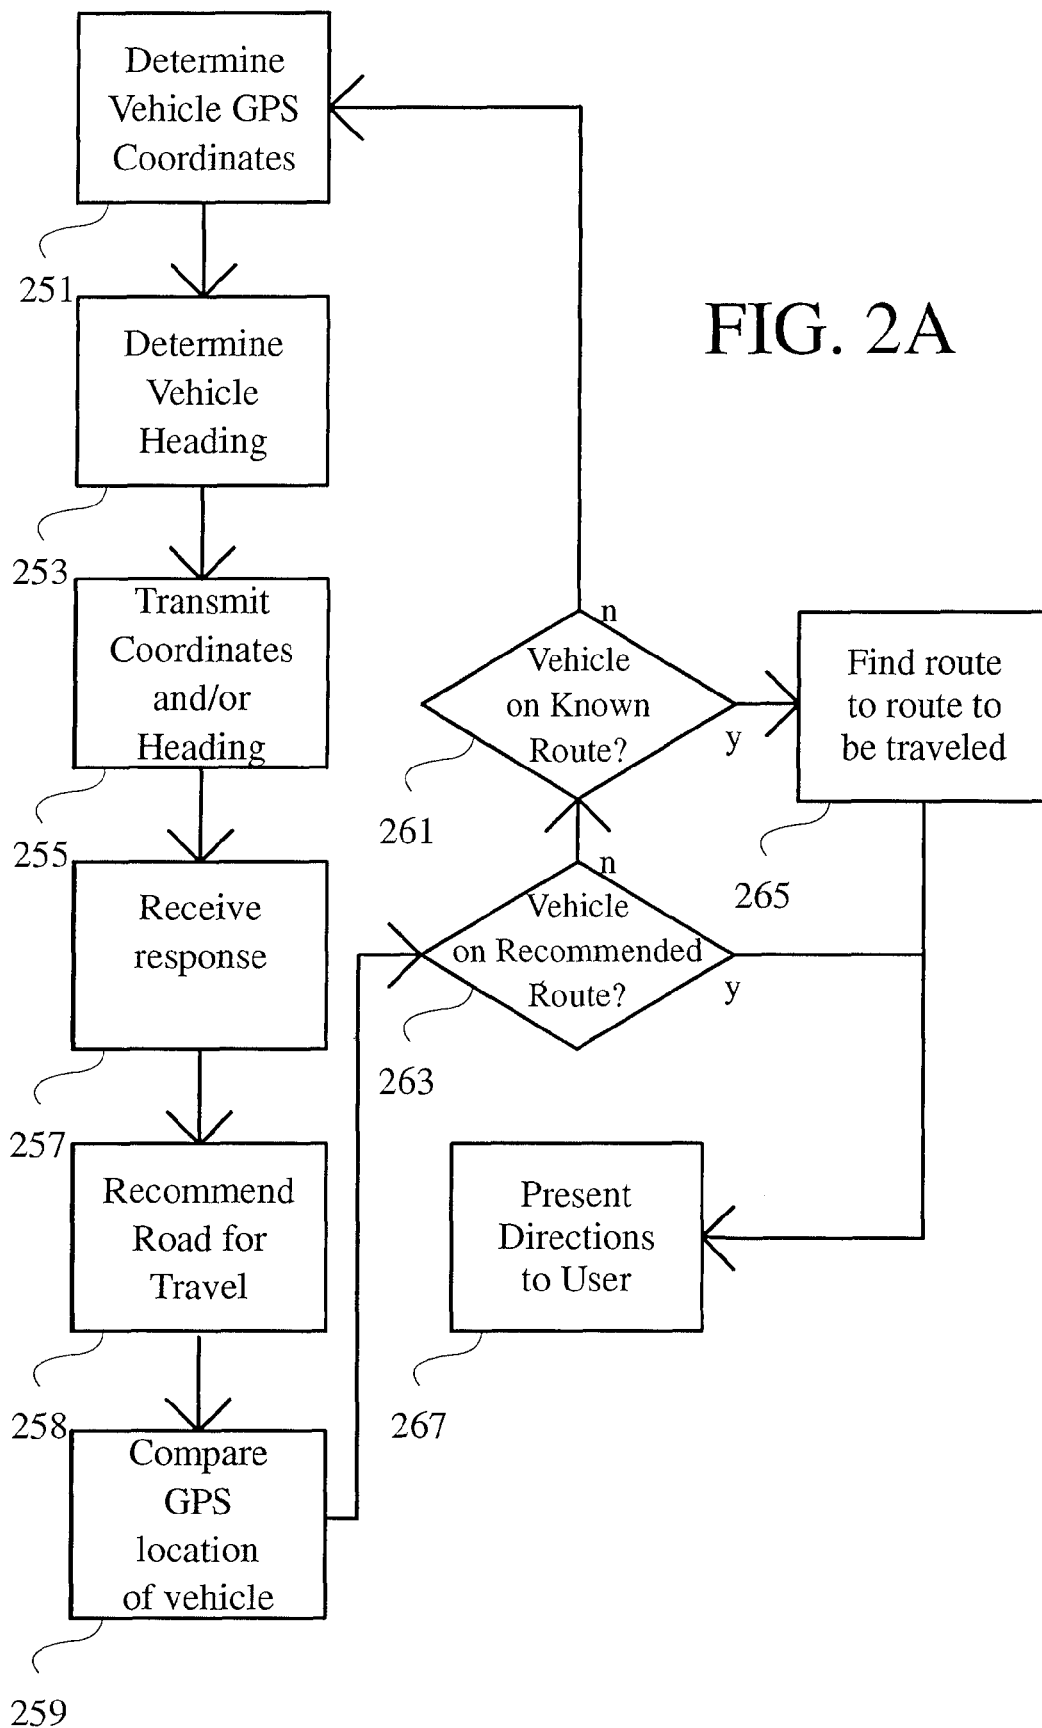 Determine
Vehicle GPS
Coordinates
251
FIG. 2A
Determine
Vehicle
Heading
253
Transmit
Coordinates
and/or
Heading
255
n
Vehicle
on Known
Route?
y
261
Find route
to route to
be traveled
265
Receive
response
257
n
Vehicle
on Recommended
Route?
y
263
Recommend
Road for
Travel
258
Present
Directions
to User
267
Compare
GPS
location
of vehicle
259